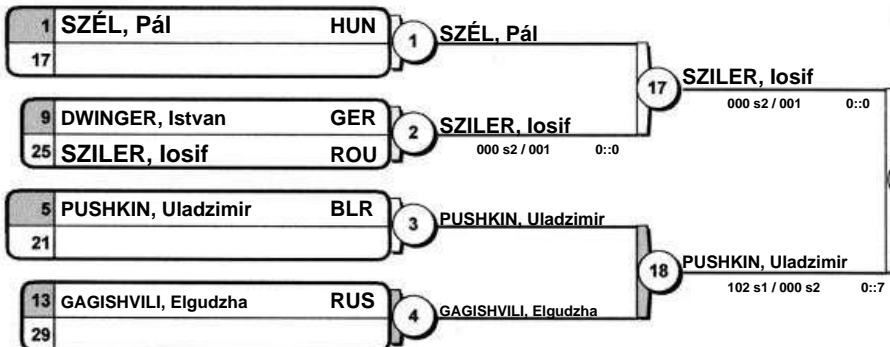 1 SZÉL, Pál HUN
17
1 SZÉL, Pál
9 DWINGER, Istvan GER
25 SZILER, Iosif ROU
2 SZILER, Iosif
000 s2 / 001 0::0
17 SZILER, Iosif
000 s2 / 001 0::0
5 PUSHKIN, Uladzimir BLR
21
3 PUSHKIN, Uladzimir
13 GAGISHVILI, Elgudzha RUS
29
4 GAGISHVILI, Elgudzha
18 PUSHKIN, Uladzimir
102 s1 / 000 s2 0::7